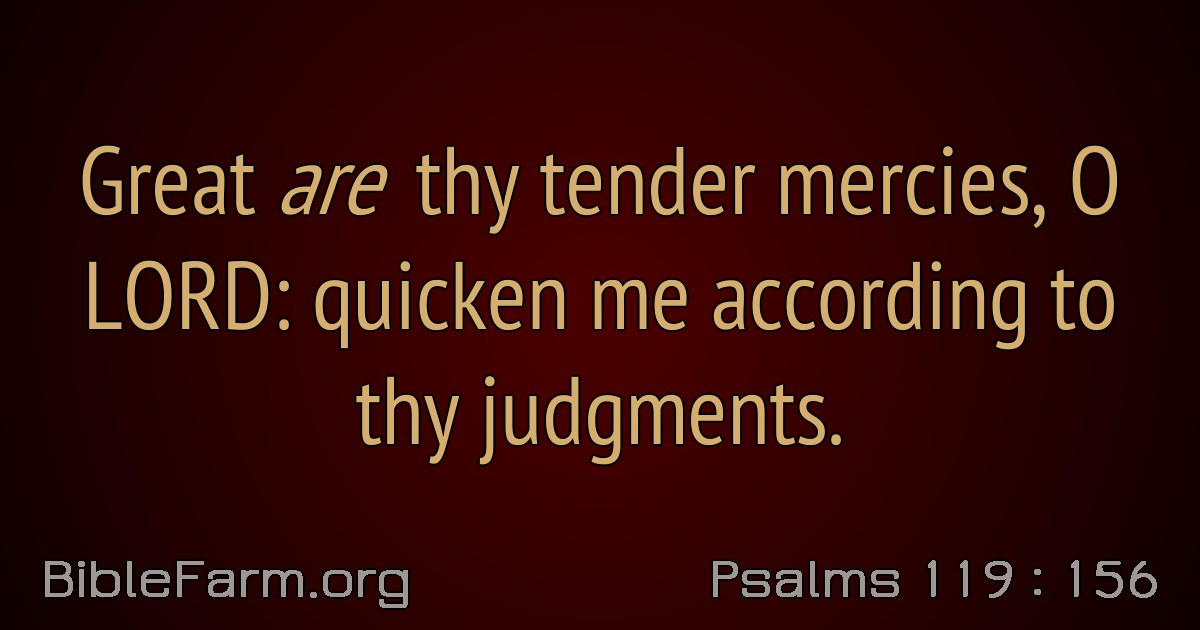 Great are thy tender mercies, O
LORD: quicken me according to
thy judgments.
BibleFarm.org
Psalms 119 : 156